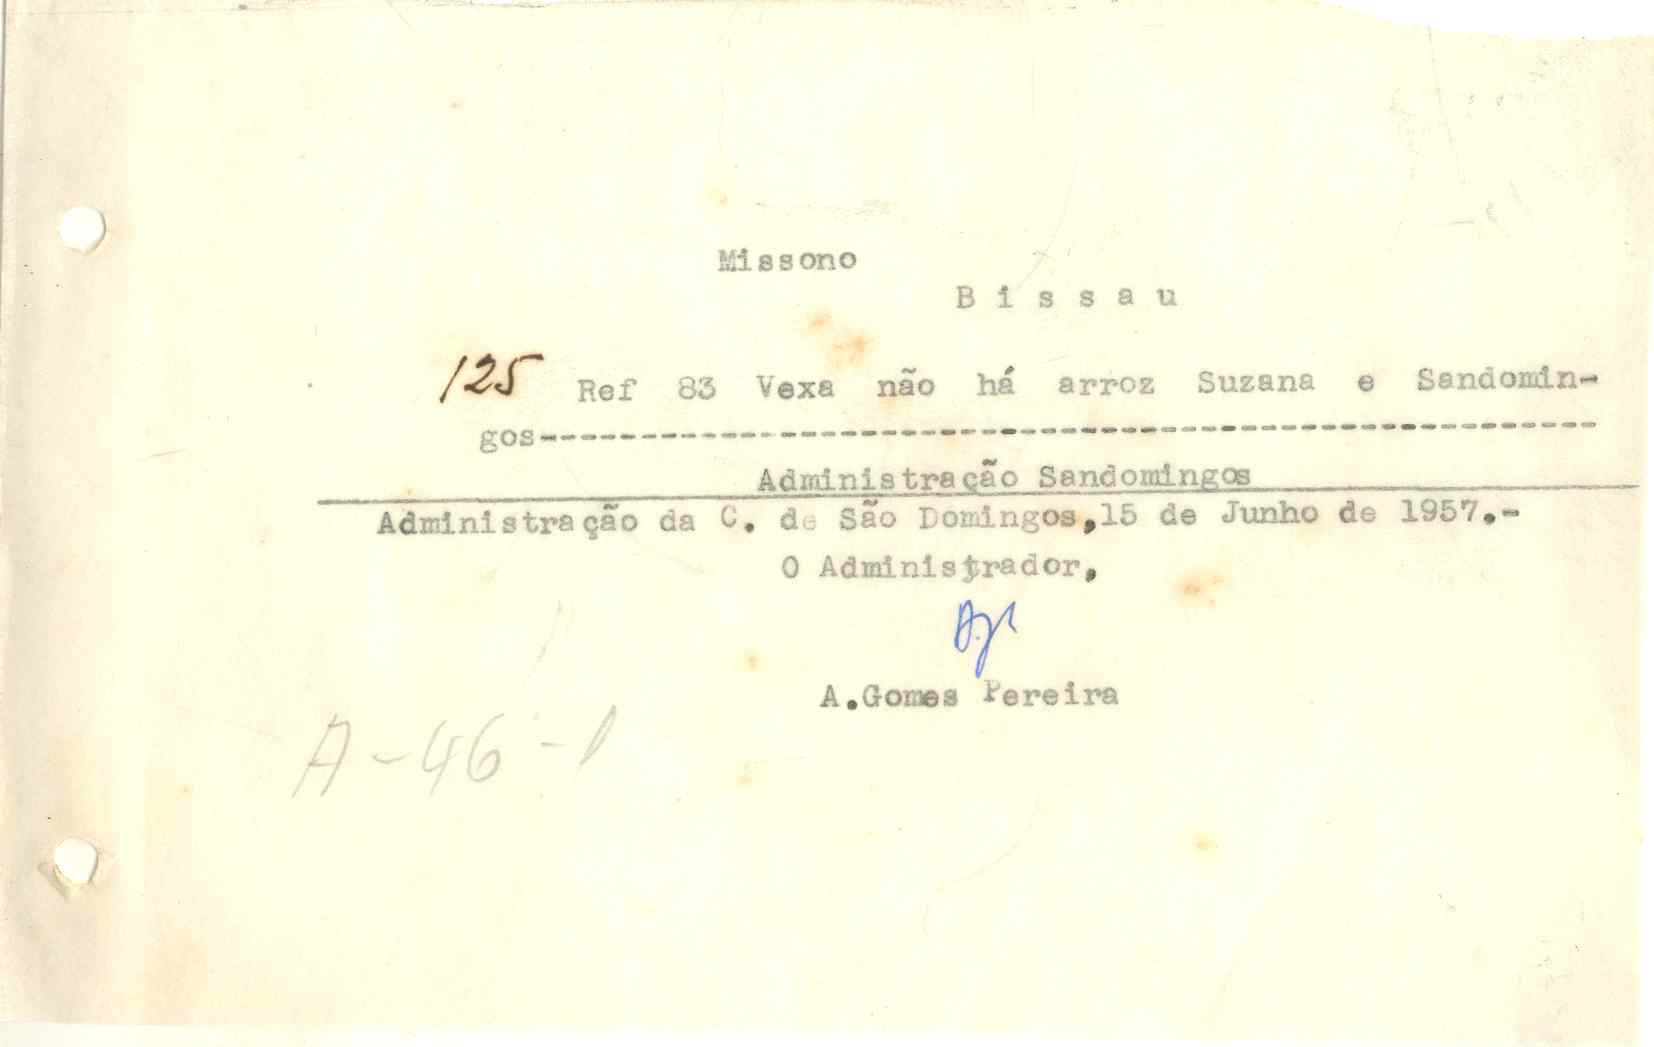 Missono
B i s s a u
125 Ref 83 Vexa não há arroz Suzana e Sandomin-
gos-----------------------------------------------------
Administração Sandomingos
Administração da C. de São Domingos,15 de Junho de 1957.-
O Administrador,
A.Gomes Pereira
A-46-1